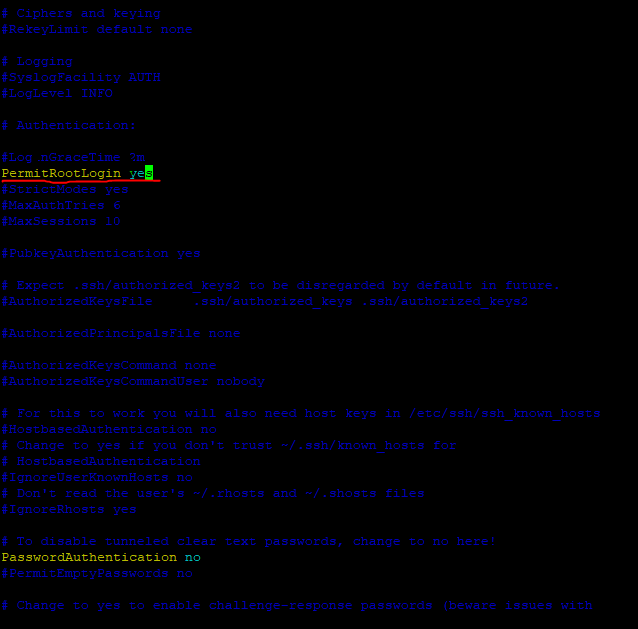 # Ciphers and keying
#RekeyLimit default none
# Logging
#SyslogFacility AUTH
#LogLevel INFO
# Authentication:
#LoginGraceTime 2m
PermitRootLogin yes
#StrictModes yes
#MaxAuthTries 6
#MaxSessions 10
#PubkeyAuthentication yes
# Expect .ssh/authorized_keys2 to be disregarded by default in future.
#AuthorizedKeysFile     .ssh/authorized_keys .ssh/authorized_keys2
#AuthorizedPrincipalsFile none
#AuthorizedKeysCommand none
#AuthorizedKeysCommandUser nobody
# For this to work you will also need host keys in /etc/ssh/ssh_known_hosts
#HostbasedAuthentication no
# Change to yes if you don't trust ~/.ssh/known_hosts for
# HostbasedAuthentication
#IgnoreUserKnownHosts no
# Don't read the user's ~/.rhosts and ~/.shosts files
#IgnoreRhosts yes
# To disable tunneled clear text passwords, change to no here!
PasswordAuthentication no
#PermitEmptyPasswords no
# Change to yes to enable challenge-response passwords (beware issues with